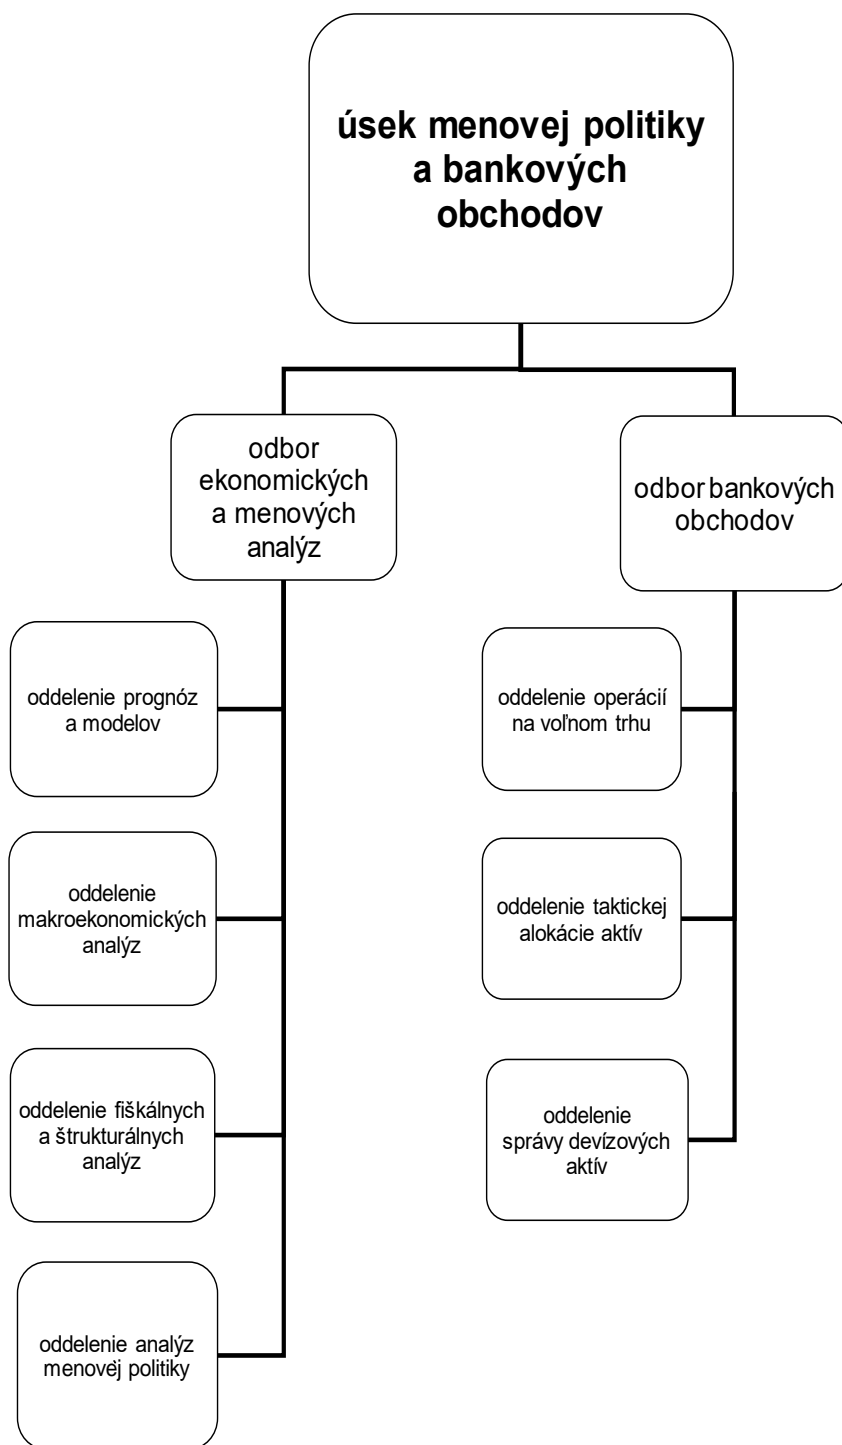 úsek menovej politiky
a bankových
obchodov
odbor
ekonomických
a menových
analýz
odbor bankových
obchodov
oddelenie prognóz
a modelov
oddelenie
makroekonomických
analýz
oddelenie fiškálnych
a štrukturálnych
analýz
oddelenie analýz
menovej politiky
oddelenie operácií
na voľnom trhu
oddelenie taktickej
alokácie aktív
oddelenie
správy devízových
aktív